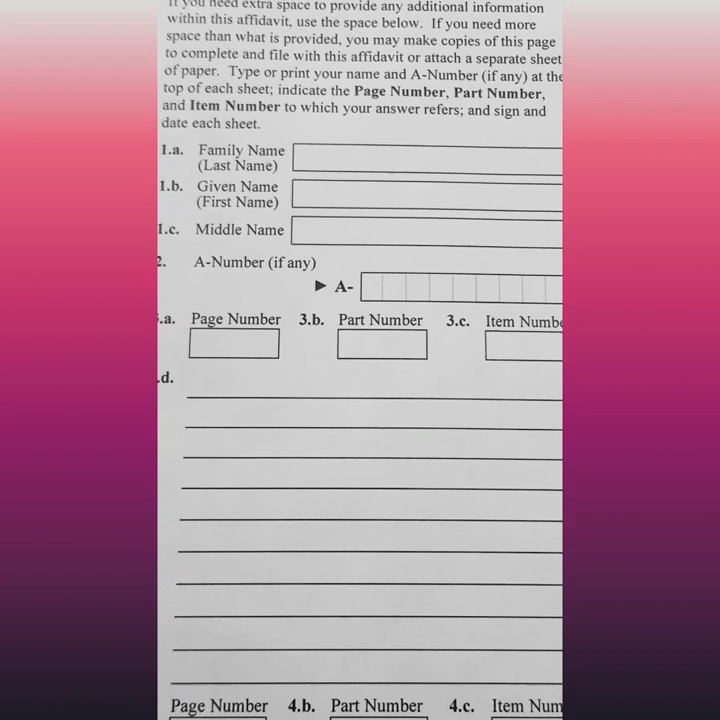 If you need extra space to provide any additional information
within this affidavit, use the space below. If you need more
space than what is provided, you may make copies of this page
to complete and file with this affidavit or attach a separate sheet
of paper. Type or print your name and A-Number (if any) at the
top of each sheet; indicate the Page Number, Part Number,
and Item Number to which your answer refers; and sign and
date each sheet.
1.a. Family Name
(Last Name)
1.b. Given Name
(First Name)
1.c. Middle Name
2. A-Number (if any)
► A-
.a. Page Number 3.b. Part Number 3.c. Item Numbe
.d.
Page Number 4.b. Part Number 4.c. Item Num